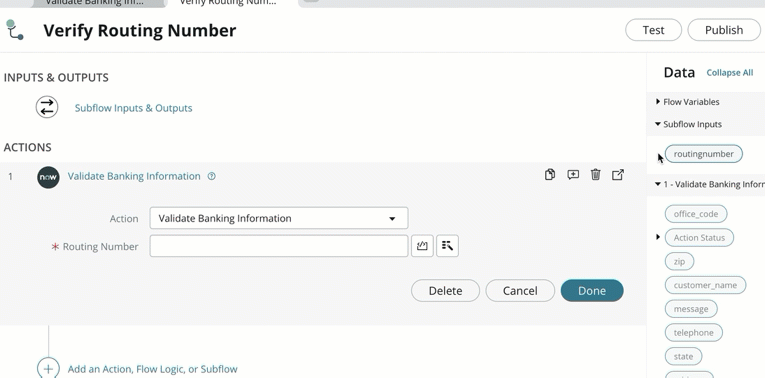 Validate Banking Inf... Verify Routing Num...
Verify Routing Number
Test
Publish
INPUTS & OUTPUTS
Subflow Inputs & Outputs
ACTIONS
1 now Validate Banking Information
Action Validate Banking Information
* Routing Number
Delete Cancel Done
Add an Action, Flow Logic, or Subflow
Data Collapse All
Flow Variables
Subflow Inputs
routingnumber
1 - Validate Banking Inforr
office_code
Action Status
zip
customer_name
message
telephone
state